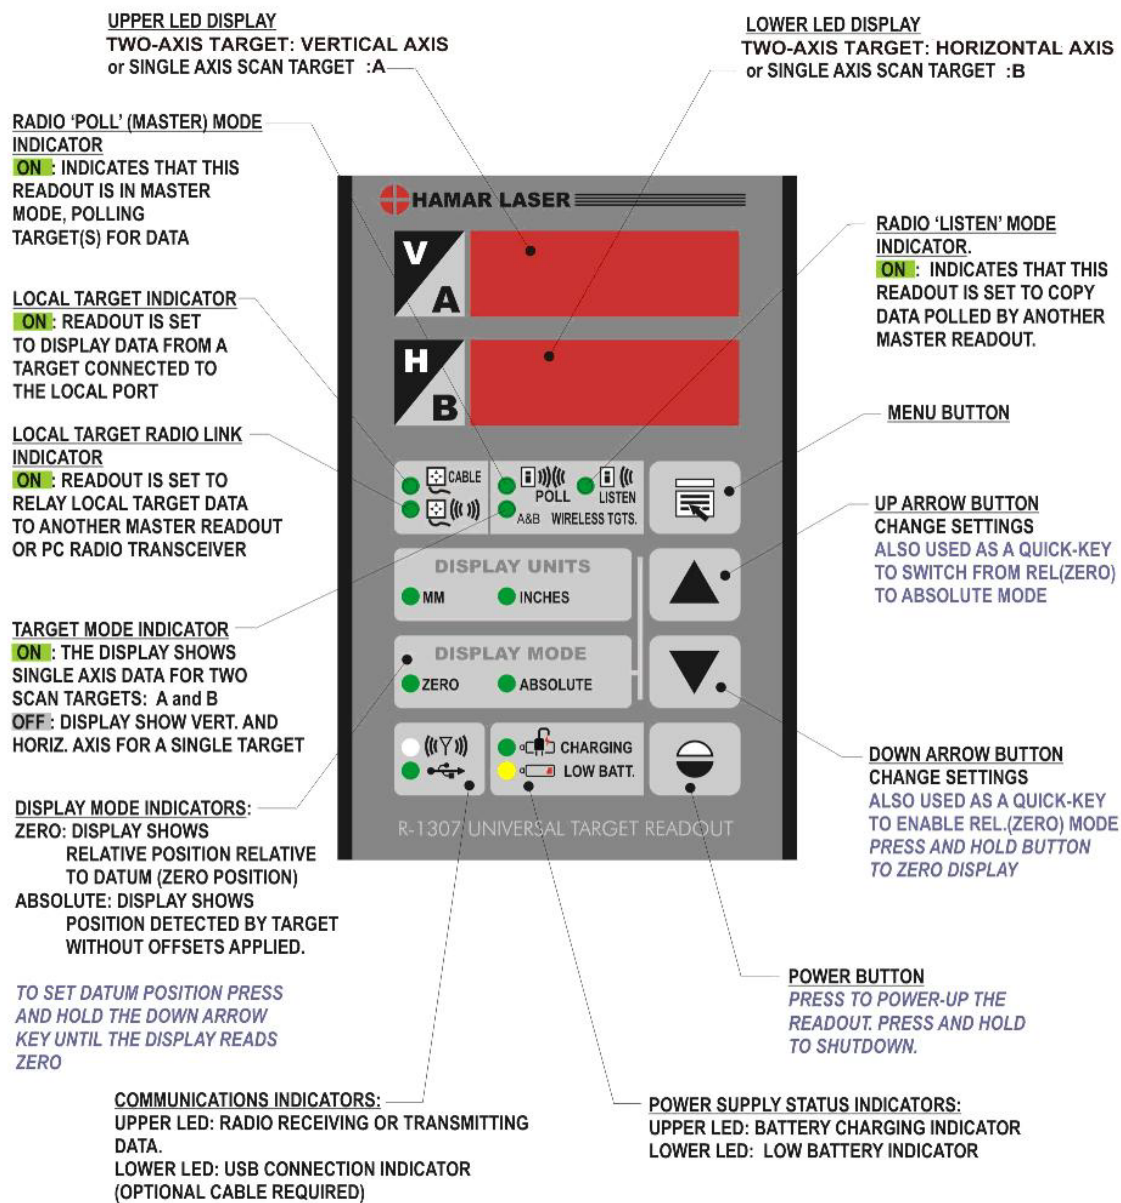 UPPER LED DISPLAY
TWO-AXIS TARGET: VERTICAL AXIS
or SINGLE AXIS SCAN TARGET :A
LOWER LED DISPLAY
TWO-AXIS TARGET: HORIZONTAL AXIS
or SINGLE AXIS SCAN TARGET :B
RADIO 'POLL' (MASTER) MODE
INDICATOR
ON : INDICATES THAT THIS
READOUT IS IN MASTER
MODE, POLLING
TARGET(S) FOR DATA
LOCAL TARGET INDICATOR
ON : READOUT IS SET
TO DISPLAY DATA FROM A
TARGET CONNECTED TO
THE LOCAL PORT
LOCAL TARGET RADIO LINK
INDICATOR
ON : READOUT IS SET TO
RELAY LOCAL TARGET DATA
TO ANOTHER MASTER READOUT
OR PC RADIO TRANSCEIVER
TARGET MODE INDICATOR
ON : THE DISPLAY SHOWS
SINGLE AXIS DATA FOR TWO
SCAN TARGETS: A and B
OFF : DISPLAY SHOW VERT. AND
HORIZ. AXIS FOR A SINGLE TARGET
DISPLAY MODE INDICATORS:
ZERO: DISPLAY SHOWS
RELATIVE POSITION RELATIVE
TO DATUM (ZERO POSITION)
ABSOLUTE: DISPLAY SHOWS
POSITION DETECTED BY TARGET
WITHOUT OFFSETS APPLIED.
TO SET DATUM POSITION PRESS
AND HOLD THE DOWN ARROW
KEY UNTIL THE DISPLAY READS
ZERO
HAMAR LASER
V
A
H
B
CABLE
POLL
LISTEN
A&B WIRELESS TGTS.
DISPLAY UNITS
MM INCHES
DISPLAY MODE
ZERO ABSOLUTE
CHARGING
LOW BATT.
R-1307 UNIVERSAL TARGET READOUT
RADIO 'LISTEN' MODE
INDICATOR.
ON : INDICATES THAT THIS
READOUT IS SET TO COPY
DATA POLLED BY ANOTHER
MASTER READOUT.
MENU BUTTON
UP ARROW BUTTON
CHANGE SETTINGS
ALSO USED AS A QUICK-KEY
TO SWITCH FROM REL(ZERO)
TO ABSOLUTE MODE
DOWN ARROW BUTTON
CHANGE SETTINGS
ALSO USED AS A QUICK-KEY
TO ENABLE REL.(ZERO) MODE
PRESS AND HOLD BUTTON
TO ZERO DISPLAY
POWER BUTTON
PRESS TO POWER-UP THE
READOUT. PRESS AND HOLD
TO SHUTDOWN.
COMMUNICATIONS INDICATORS:
UPPER LED: RADIO RECEIVING OR TRANSMITTING
DATA.
LOWER LED: USB CONNECTION INDICATOR
(OPTIONAL CABLE REQUIRED)
POWER SUPPLY STATUS INDICATORS:
UPPER LED: BATTERY CHARGING INDICATOR
LOWER LED: LOW BATTERY INDICATOR